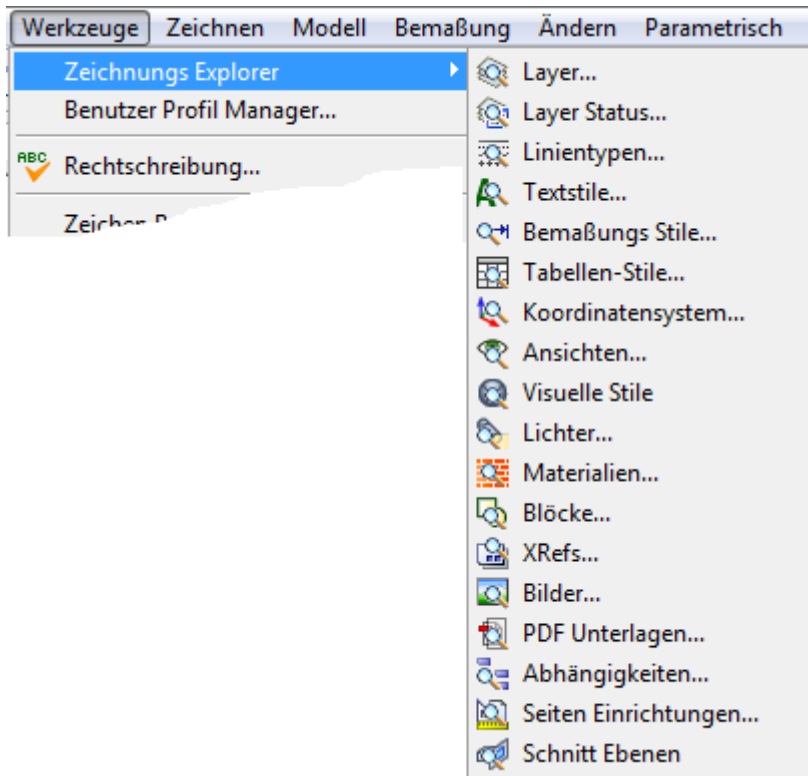 Werkzeuge Zeichnen Modell Bemaßung Ändern Parametrisch
Zeichnungs Explorer
Benutzer Profil Manager...
ABC Rechtschreibung...
Layer...
Layer Status...
Linientypen...
Textstile...
Bemaßungs Stile...
Tabellen-Stile...
Koordinatensystem...
Ansichten...
Visuelle Stile
Lichter...
Materialien...
Blöcke...
XRefs...
Bilder...
PDF Unterlagen...
Abhängigkeiten...
Seiten Einrichtungen...
Schnitt Ebenen